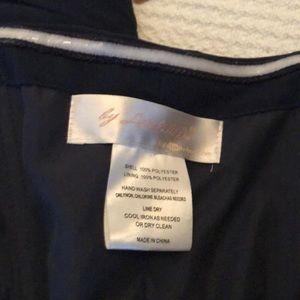 by
SHELL 100% POLYESTER
LINING 100% POLYESTER
HAND WASH SEPARATELY
ONLY NON, CHLORINE BLEACH AS NEEDED
LINE DRY
COOL IRON AS NEEDED
OR DRY CLEAN
MADE IN CHINA